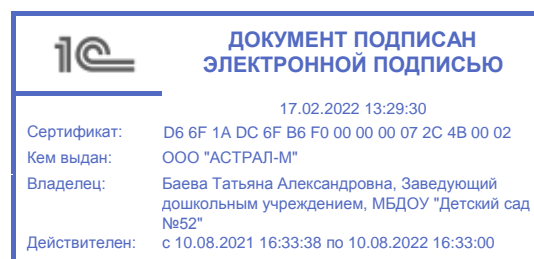 1С
ДОКУМЕНТ ПОДПИСАН
ЭЛЕКТРОННОЙ ПОДПИСЬЮ
17.02.2022 13:29:30
Сертификат: D6 6F 1A DC 6F B6 F0 00 00 00 07 2C 4B 00 02
Кем выдан: ООО "АСТРАЛ-М"
Владелец: Баева Татьяна Александровна, Заведующий
дошкольным учреждением, МБДОУ "Детский сад
№52"
Действителен: с 10.08.2021 16:33:38 по 10.08.2022 16:33:00